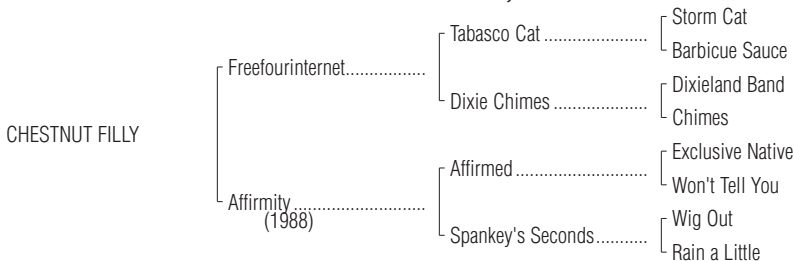 Storm Cat
Tabasco Cat ......................
Barbicue Sauce
Freefourinternet.................
Dixieland Band
Dixie Chimes ....................
Chimes
CHESTNUT FILLY
Exclusive Native
Affirmed ............................
Won't Tell You
Affirmity ............................
(1988)
Wig Out
Spankey's Seconds...........
Rain a Little